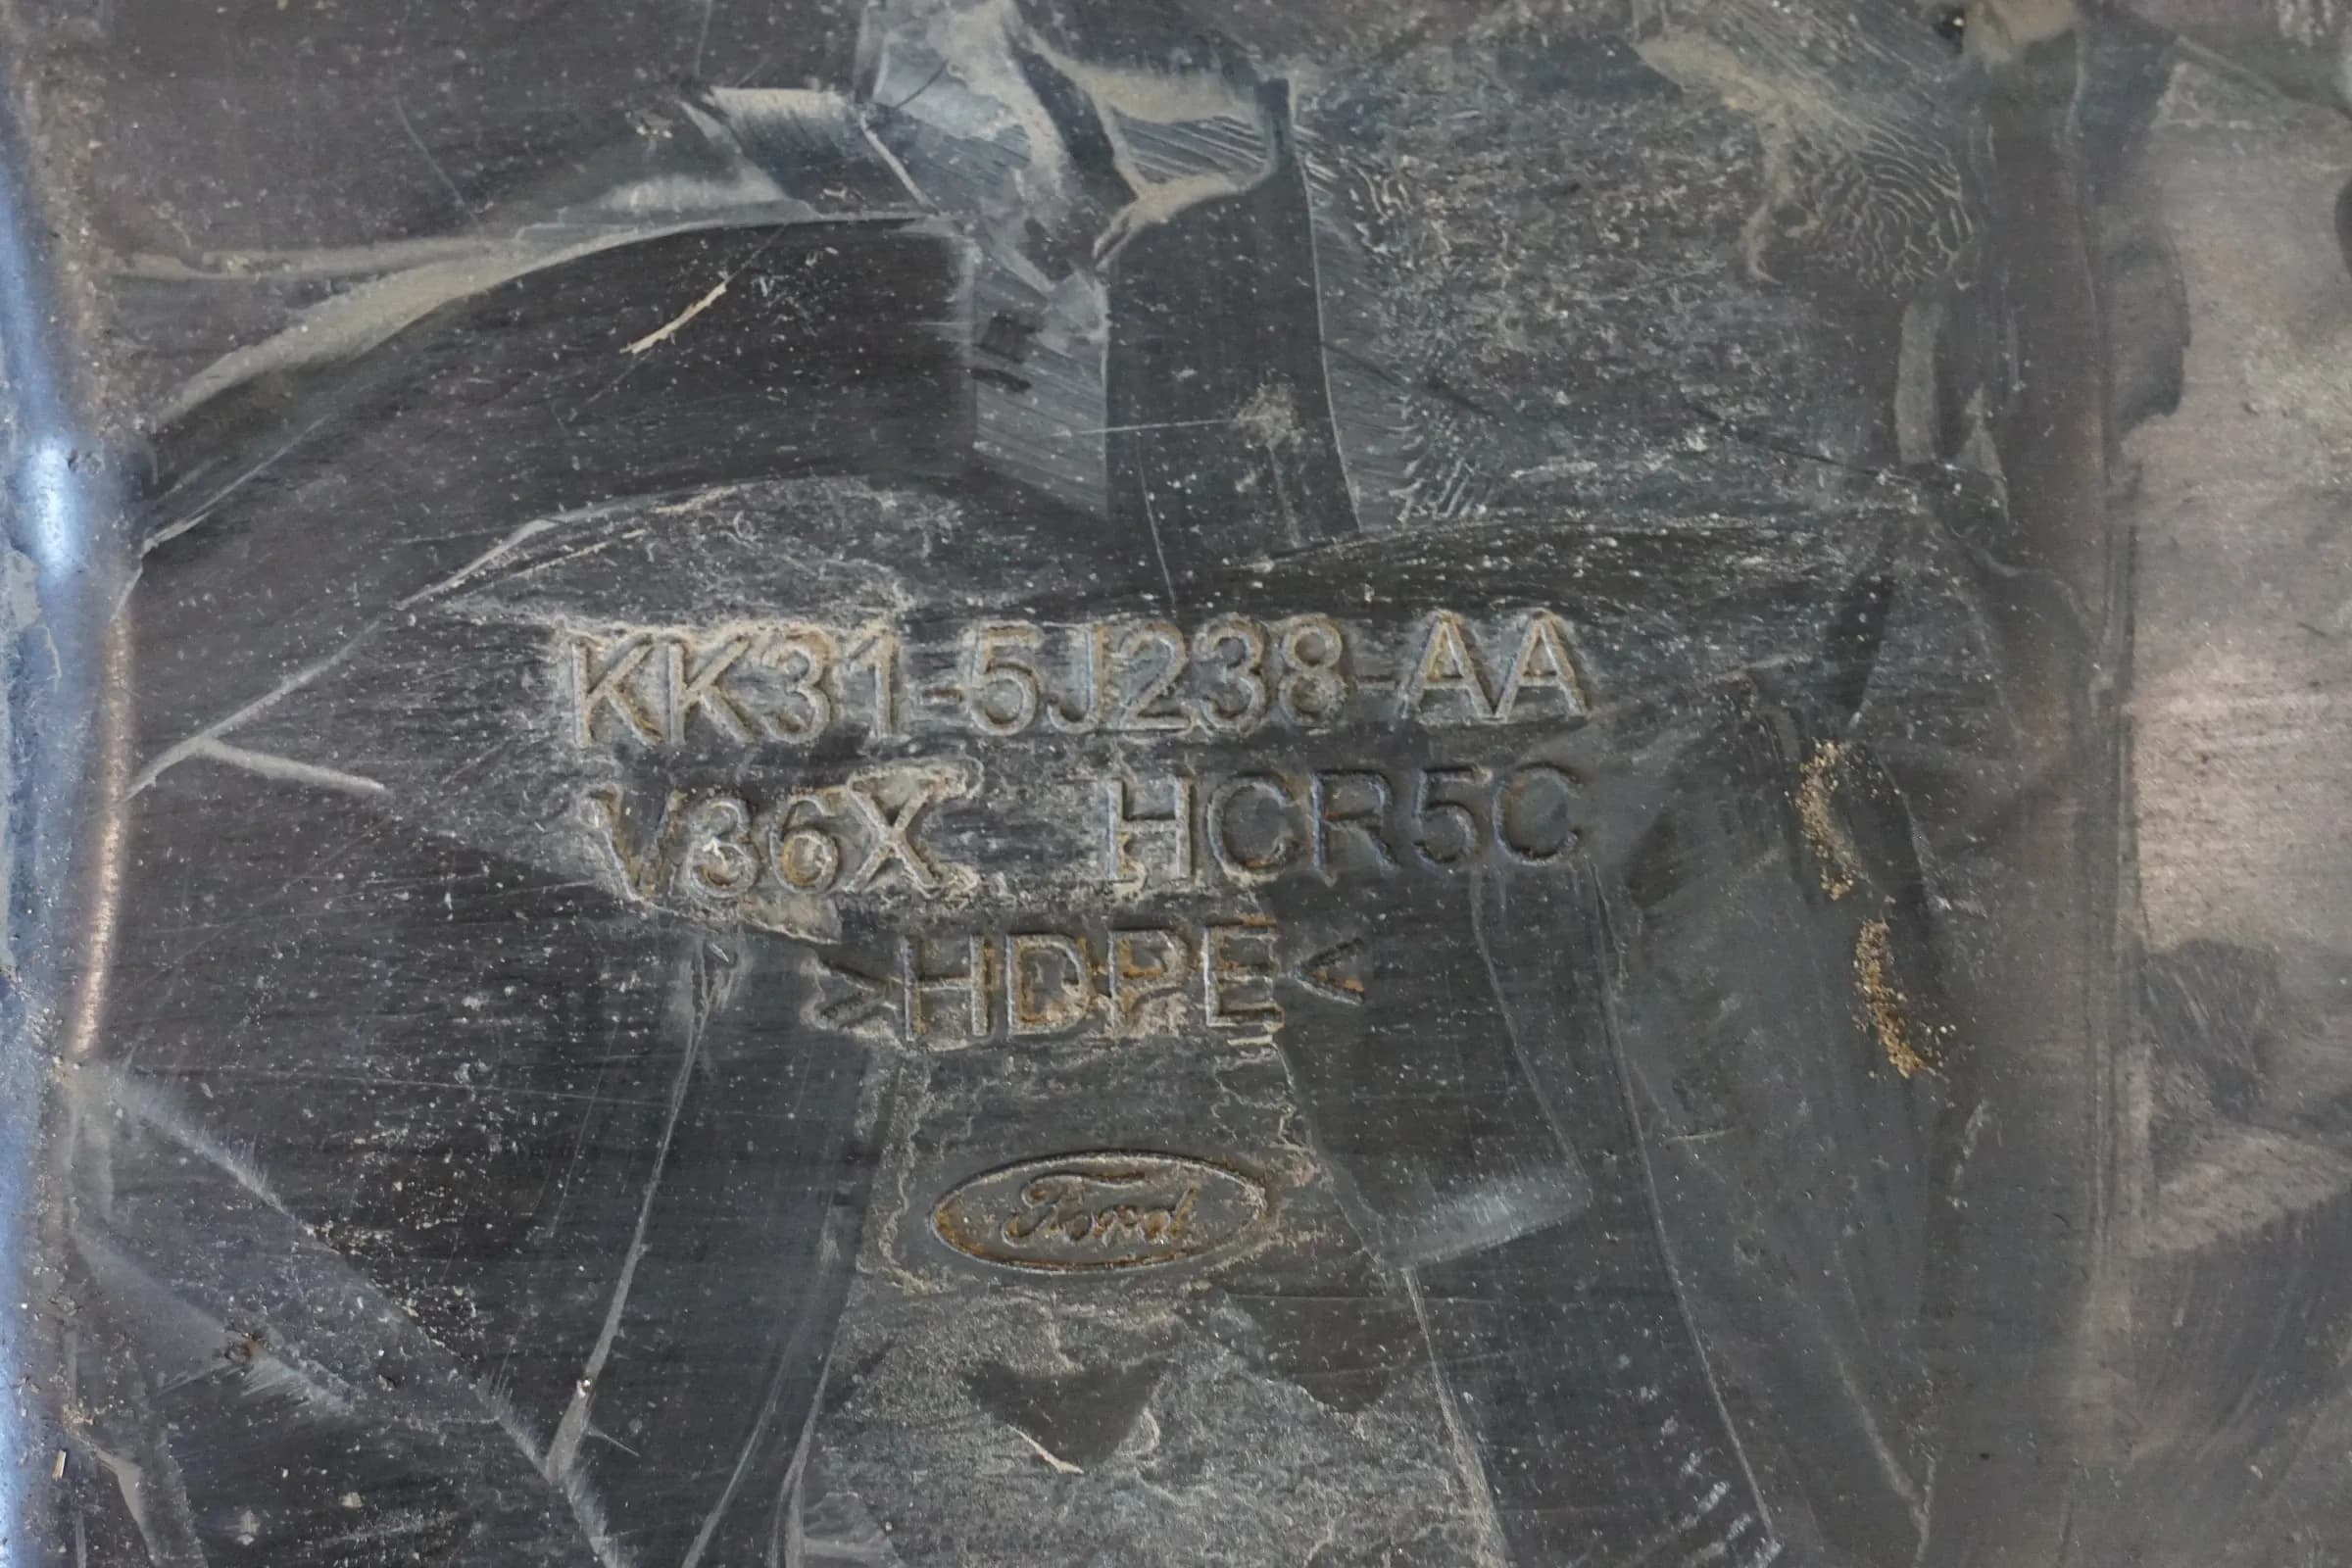 KK31-5J238-AA
V36X HCR5C
>HDPE<
Ford